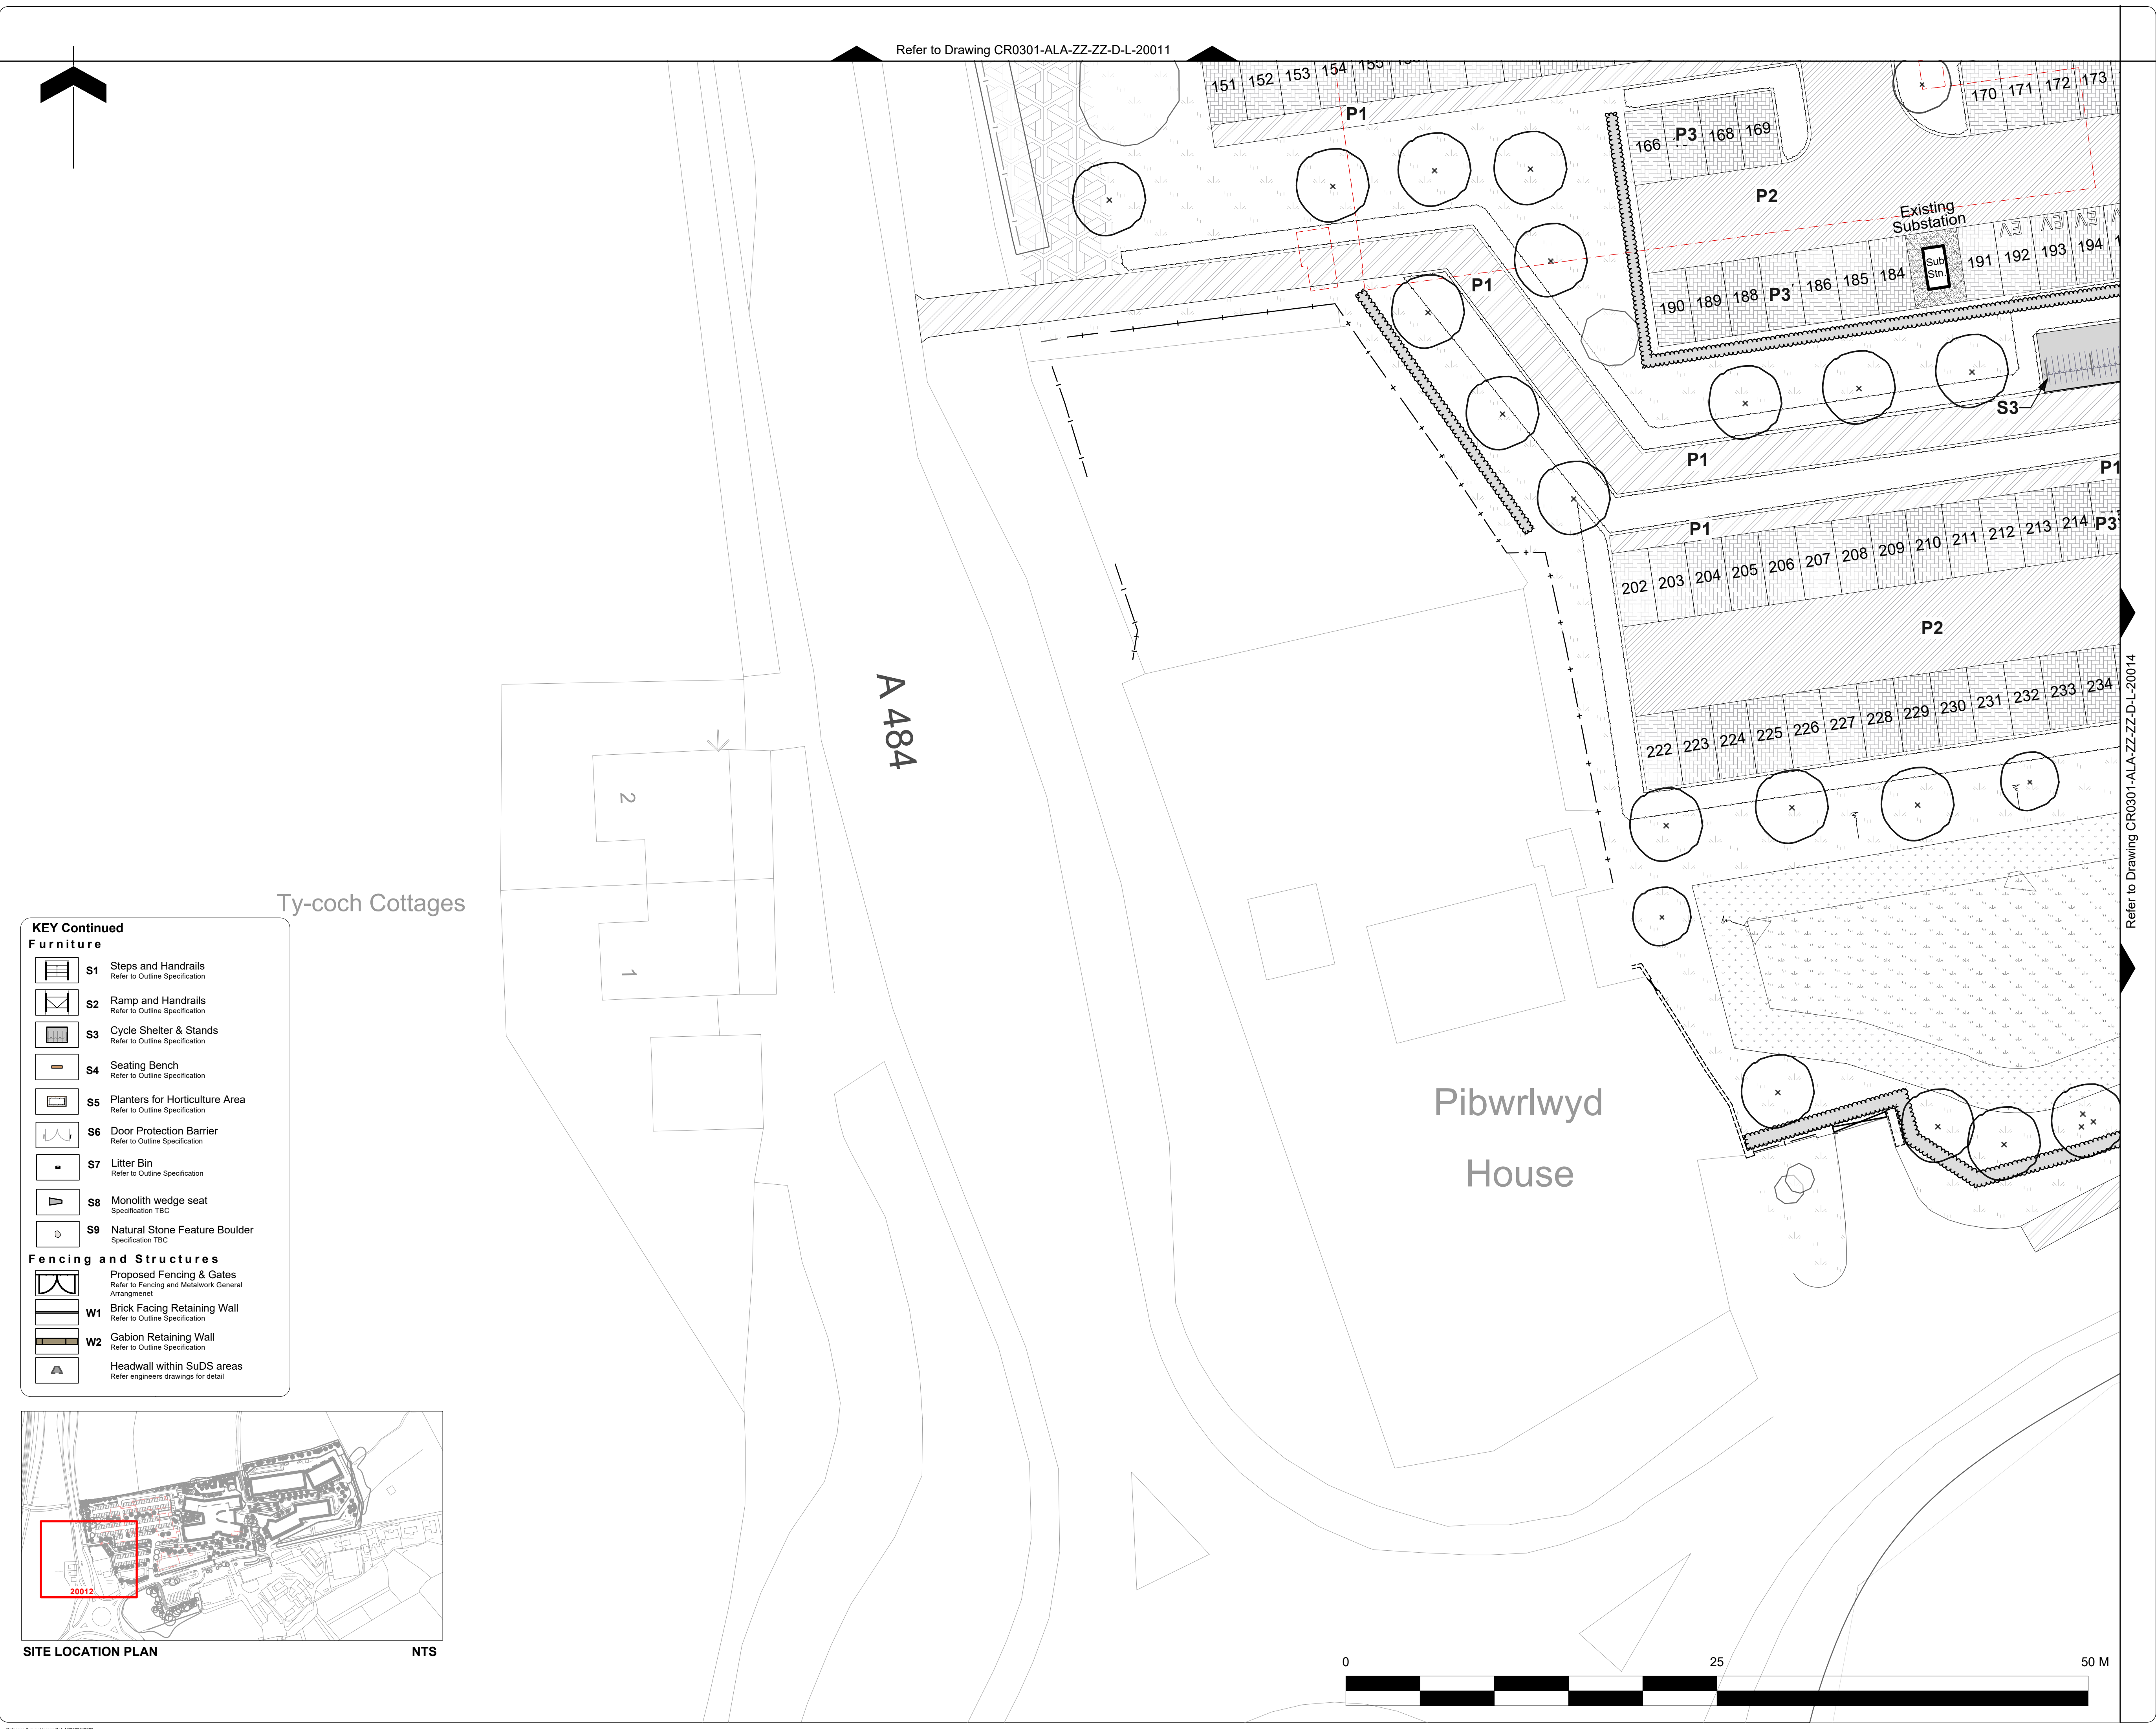 Refer to Drawing CR0301-ALA-ZZ-ZZ-D-L-20011
151 152 153 154 155
P1
166 P3 168 169
170 171 172 173
P2
Existing
Substation
Sub
Stn.
EV EV EV
190 189 188 P3 186 185 184
191 192 193 194
P1
S3
P1
P1
P1
202 203 204 205 206 207 208 209 210 211 212 213 214 P3
P2
222 223 224 225 226 227 228 229 230 231 232 233 234
Refer to Drawing CR0301-ALA-ZZ-ZZ-D-L-20014
A 484
2
1
Ty-coch Cottages
Pibwrlwyd
House
KEY Continued
Furniture
S1 Steps and Handrails
Refer to Outline Specification
S2 Ramp and Handrails
Refer to Outline Specification
S3 Cycle Shelter & Stands
Refer to Outline Specification
S4 Seating Bench
Refer to Outline Specification
S5 Planters for Horticulture Area
Refer to Outline Specification
S6 Door Protection Barrier
Refer to Outline Specification
S7 Litter Bin
Refer to Outline Specification
S8 Monolith wedge seat
Specification TBC
S9 Natural Stone Feature Boulder
Specification TBC
Fencing and Structures
Proposed Fencing & Gates
Refer to Fencing and Metalwork General
Arrangmenet
W1 Brick Facing Retaining Wall
Refer to Outline Specification
W2 Gabion Retaining Wall
Refer to Outline Specification
Headwall within SuDS areas
Refer engineers drawings for detail
20012
SITE LOCATION PLAN NTS
0 25 50 M